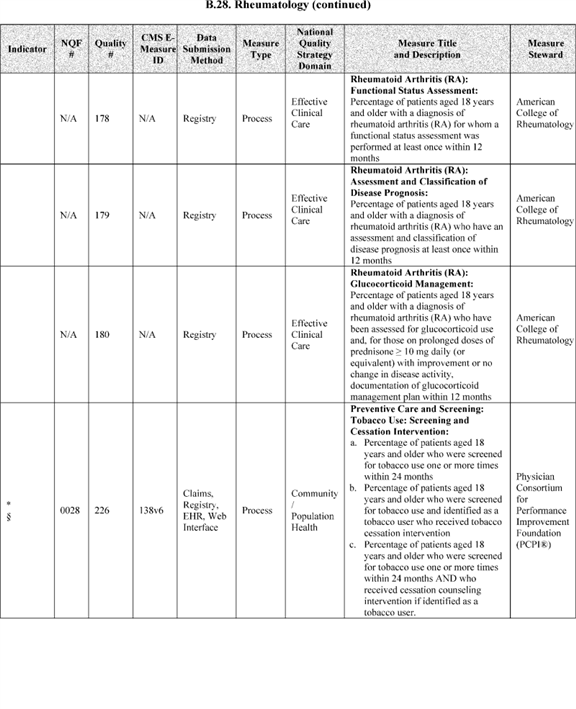 B.28. Rheumatology (continued)
Indicator
NQF
#
Quality
#
CMS E-
Measure
ID
Data
Submission
Method
Measure
Type
National
Quality
Strategy
Domain
Measure Title
and Description
Measure
Steward
N/A
178
N/A
Registry
Process
Effective
Clinical
Care
Rheumatoid Arthritis (RA):
Functional Status Assessment:
Percentage of patients aged 18 years
and older with a diagnosis of
rheumatoid arthritis (RA) for whom a
functional status assessment was
performed at least once within 12
months
American
College of
Rheumatology
N/A
179
N/A
Registry
Process
Effective
Clinical
Care
Rheumatoid Arthritis (RA):
Assessment and Classification of
Disease Prognosis:
Percentage of patients aged 18 years
and older with a diagnosis of
rheumatoid arthritis (RA) who have an
assessment and classification of
disease prognosis at least once within
12 months
American
College of
Rheumatology
N/A
180
N/A
Registry
Process
Effective
Clinical
Care
Rheumatoid Arthritis (RA):
Glucocorticoid Management:
Percentage of patients aged 18 years
and older with a diagnosis of
rheumatoid arthritis (RA) who have
been assessed for glucocorticoid use
and, for those on prolonged doses of
prednisone ≥ 10 mg daily (or
equivalent) with improvement or no
change in disease activity,
documentation of glucocorticoid
management plan within 12 months
American
College of
Rheumatology
*
§
0028
226
138v6
Claims,
Registry,
EHR, Web
Interface
Process
Community
/
Population
Health
Preventive Care and Screening:
Tobacco Use: Screening and
Cessation Intervention:
a. Percentage of patients aged 18
years and older who were screened
for tobacco use one or more times
within 24 months
b. Percentage of patients aged 18
years and older who were screened
for tobacco use and identified as a
tobacco user who received tobacco
cessation intervention
c. Percentage of patients aged 18
years and older who were screened
for tobacco use one or more times
within 24 months AND who
received cessation counseling
intervention if identified as a
tobacco user.
Physician
Consortium
for
Performance
Improvement
Foundation
(PCPI®)